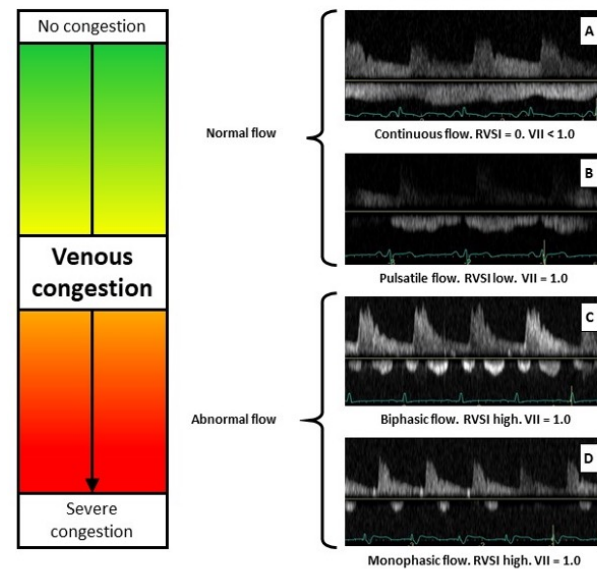 No congestion
Venous
congestion
Severe
congestion
Normal flow
Abnormal flow
A
Continuous flow. RVSI = 0. VII < 1.0
B
Pulsatile flow. RVSI low. VII = 1.0
C
Biphasic flow. RVSI high. VII = 1.0
D
Monophasic flow. RVSI high. VII = 1.0